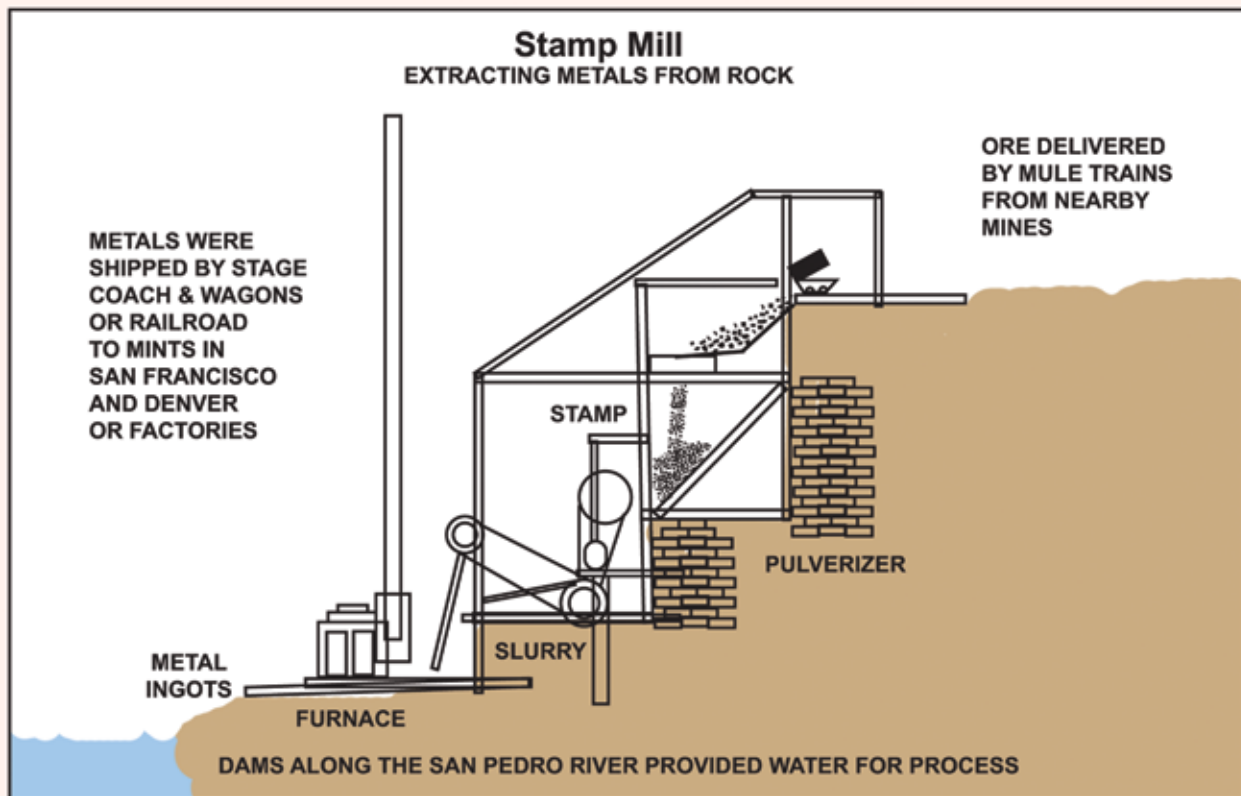 Stamp Mill
EXTRACTING METALS FROM ROCK
ORE DELIVERED
BY MULE TRAINS
FROM NEARBY
MINES
METALS WERE
SHIPPED BY STAGE
COACH & WAGONS
OR RAILROAD
TO MINTS IN
SAN FRANCISCO
AND DENVER
OR FACTORIES
STAMP
PULVERIZER
SLURRY
METAL
INGOTS
FURNACE
DAMS ALONG THE SAN PEDRO RIVER PROVIDED WATER FOR PROCESS